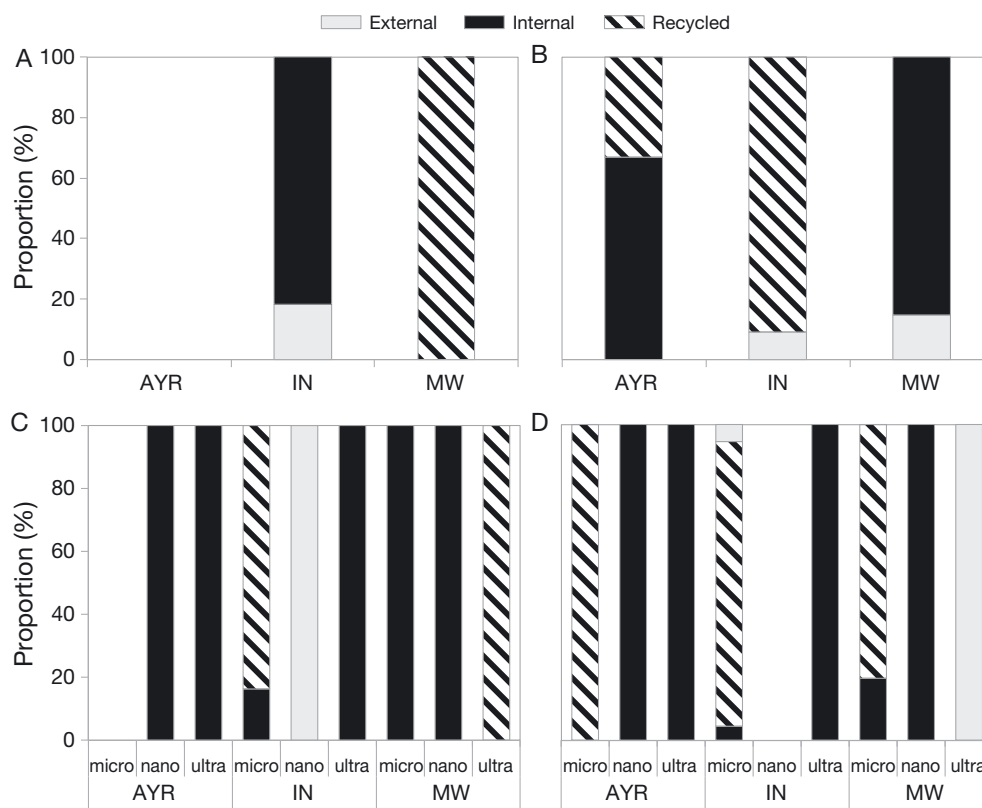 External Internal Recycled
A B
Proportion (%)
100
80
60
40
20
0
AYR IN MW AYR IN MW
C D
Proportion (%)
100
80
60
40
20
0
micro nano ultra micro nano ultra micro nano ultra micro nano ultra micro nano ultra micro nano ultra
AYR IN MW AYR IN MW